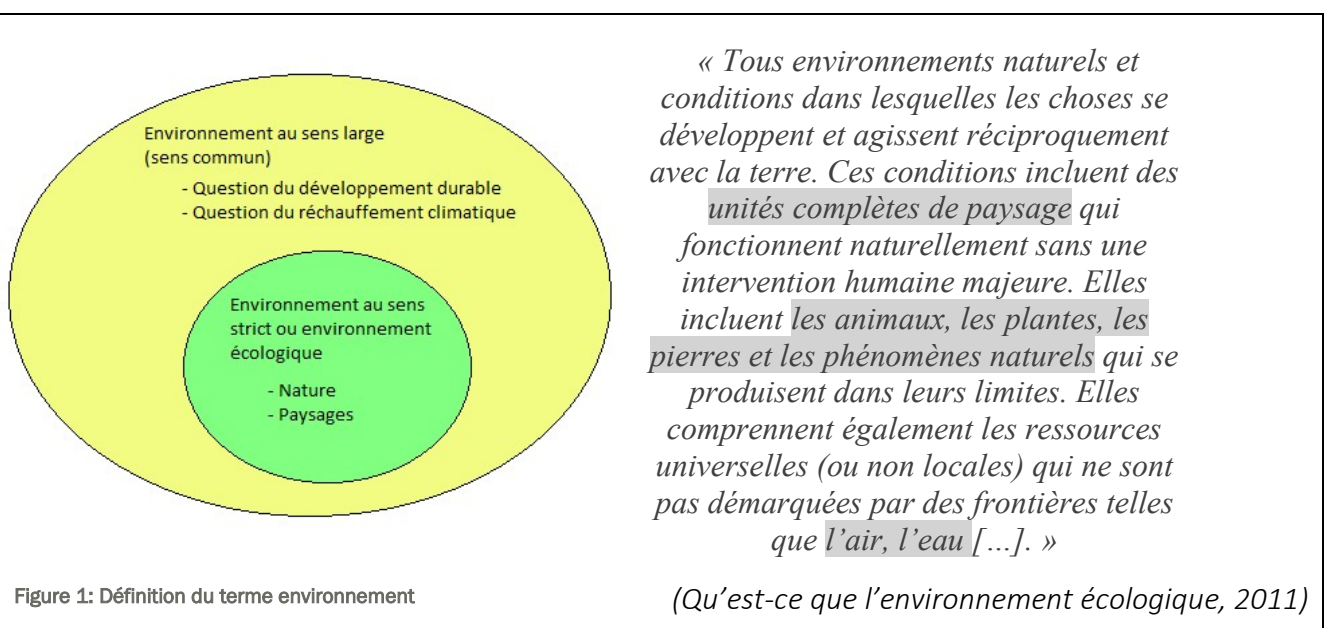 Environnement au sens large
(sens commun)
- Question du développement durable
- Question du réchauffement climatique
Environnement au sens
strict ou environnement
écologique
- Nature
- Paysages
Figure 1: Définition du terme environnement
« Tous environnements naturels et
conditions dans lesquelles les choses se
développent et agissent réciproquement
avec la terre. Ces conditions incluent des
unités complètes de paysage qui
fonctionnent naturellement sans une
intervention humaine majeure. Elles
incluent les animaux, les plantes, les
pierres et les phénomènes naturels qui se
produisent dans leurs limites. Elles
comprennent également les ressources
universelles (ou non locales) qui ne sont
pas démarquées par des frontières telles
que l’air, l’eau […]. »
(Qu’est-ce que l’environnement écologique, 2011)